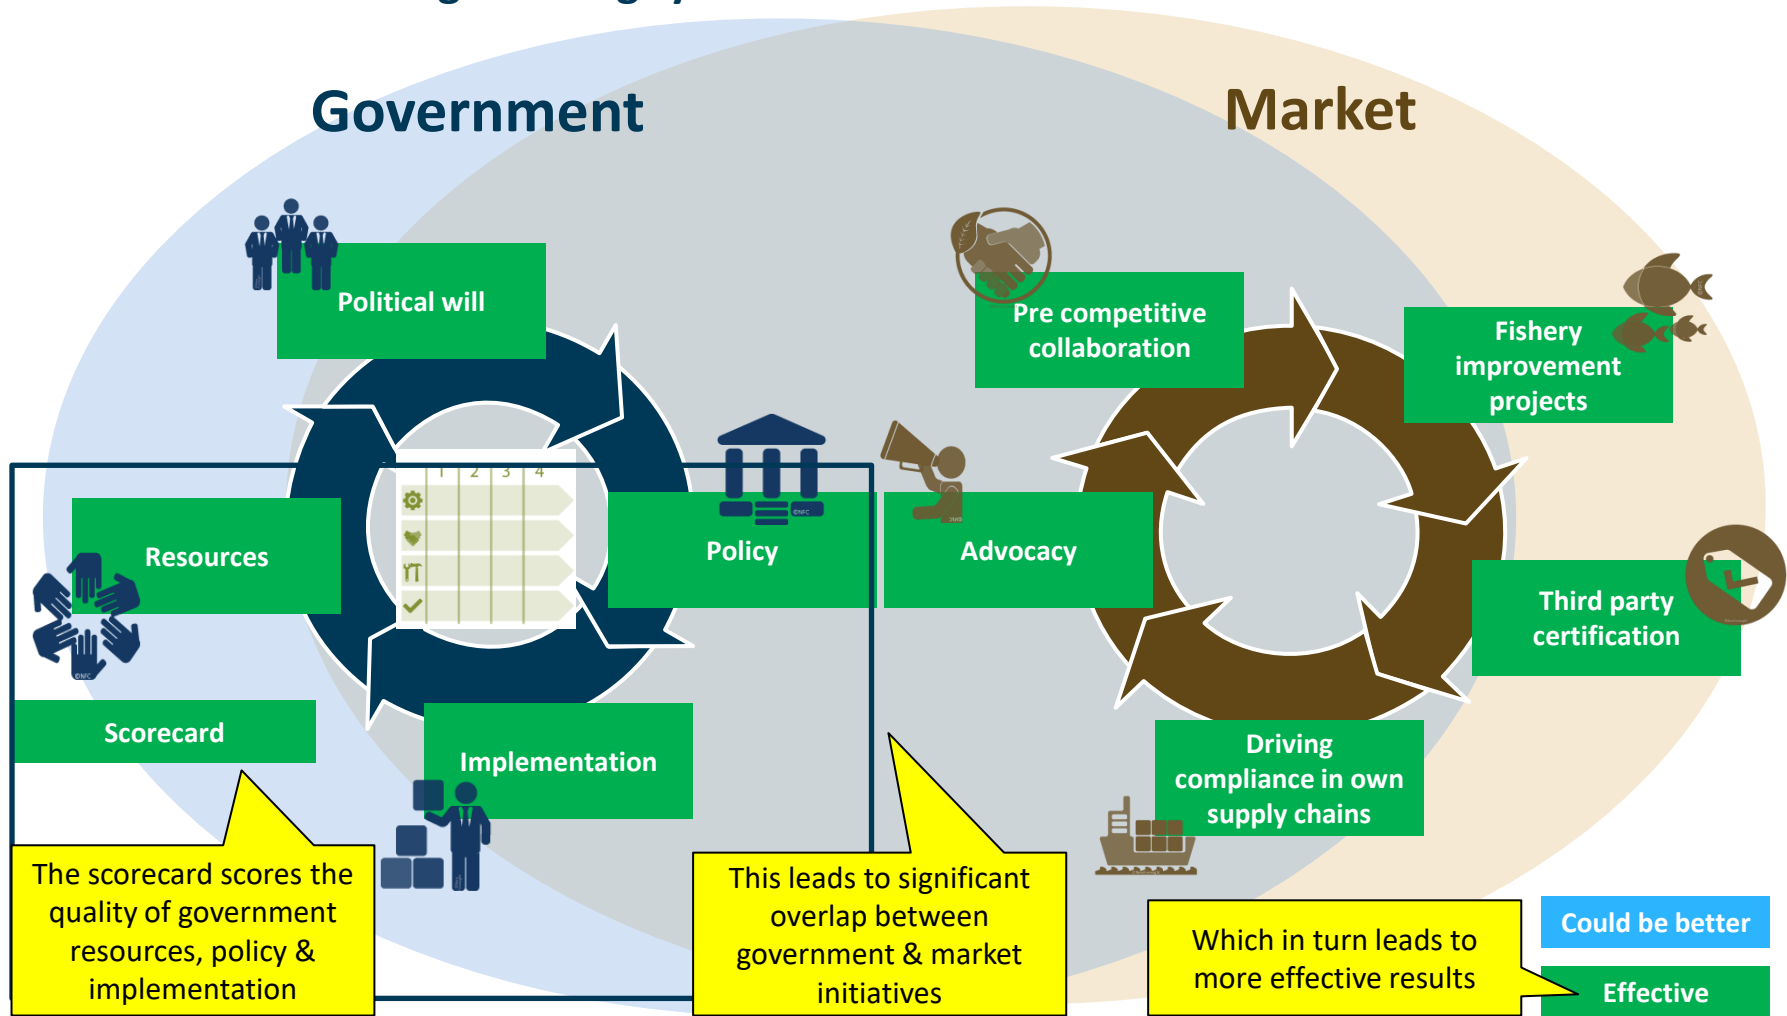 Government
Market
Political will
Pre competitive
collaboration
Fishery
improvement
projects
1 2 3 4
Resources
Policy
Advocacy
©NFC
©NFC
Third party
certification
Scorecard
Implementation
Driving
compliance in own
supply chains
The scorecard scores the
quality of government
resources, policy &
implementation
This leads to significant
overlap between
government & market
initiatives
Which in turn leads to
more effective results
Could be better
Effective